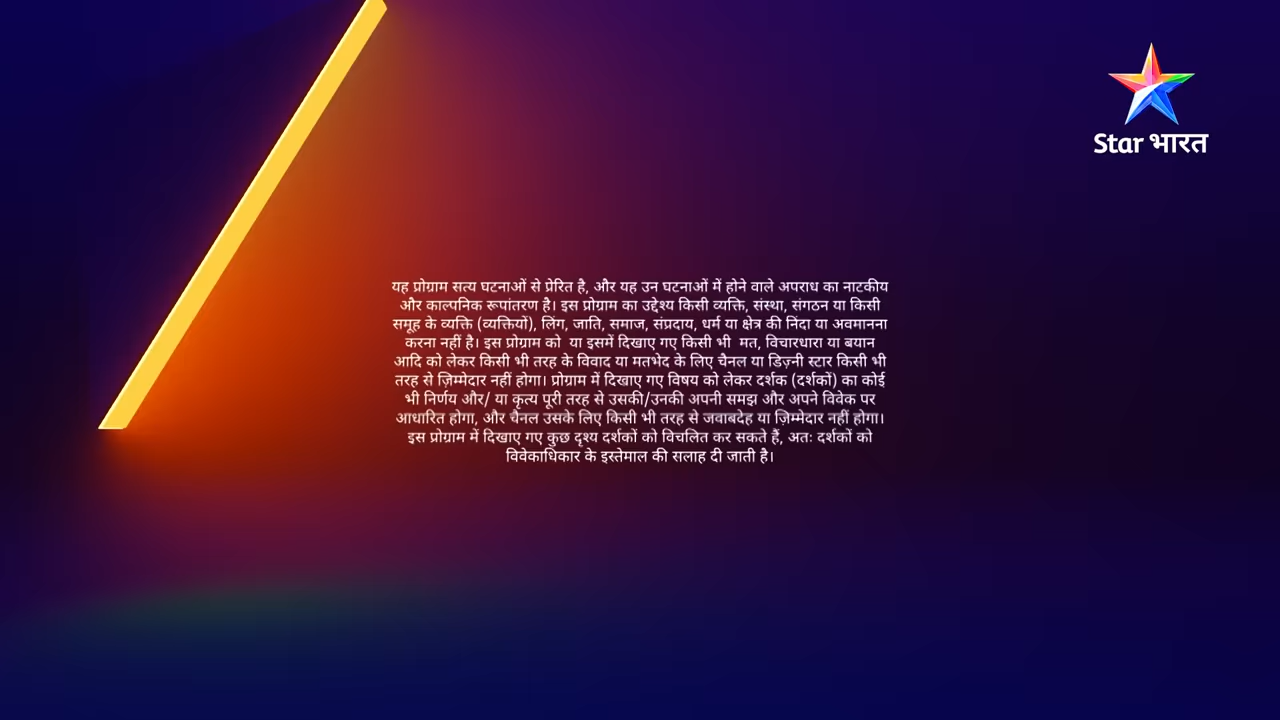 Star भारत
यह प्रोग्राम सत्य घटनाओं से प्रेरित है, और यह उन घटनाओं में होने वाले अपराध का नाटकीय
और काल्पनिक रूपांतरण है। इस प्रोग्राम का उद्देश्य किसी व्यक्ति, संस्था, संगठन या किसी
समूह के व्यक्ति (व्यक्तियों), लिंग, जाति, समाज, संप्रदाय, धर्म या क्षेत्र की निंदा या अवमानना
करना नहीं है। इस प्रोग्राम को या इसमें दिखाए गए किसी भी मत, विचारधारा या बयान
आदि को लेकर किसी भी तरह के विवाद या मतभेद के लिए चैनल या डिज़्नी स्टार किसी भी
तरह से ज़िम्मेदार नहीं होगा। प्रोग्राम में दिखाए गए विषय को लेकर दर्शक (दर्शकों) का कोई
भी निर्णय और/ या कृत्य पूरी तरह से उसकी/उनकी अपनी समझ और अपने विवेक पर
आधारित होगा, और चैनल उसके लिए किसी भी तरह से जवाबदेह या ज़िम्मेदार नहीं होगा।
इस प्रोग्राम में दिखाए गए कुछ दृश्य दर्शकों को विचलित कर सकते हैं, अतः दर्शकों को
विवेकाधिकार के इस्तेमाल की सलाह दी जाती है।